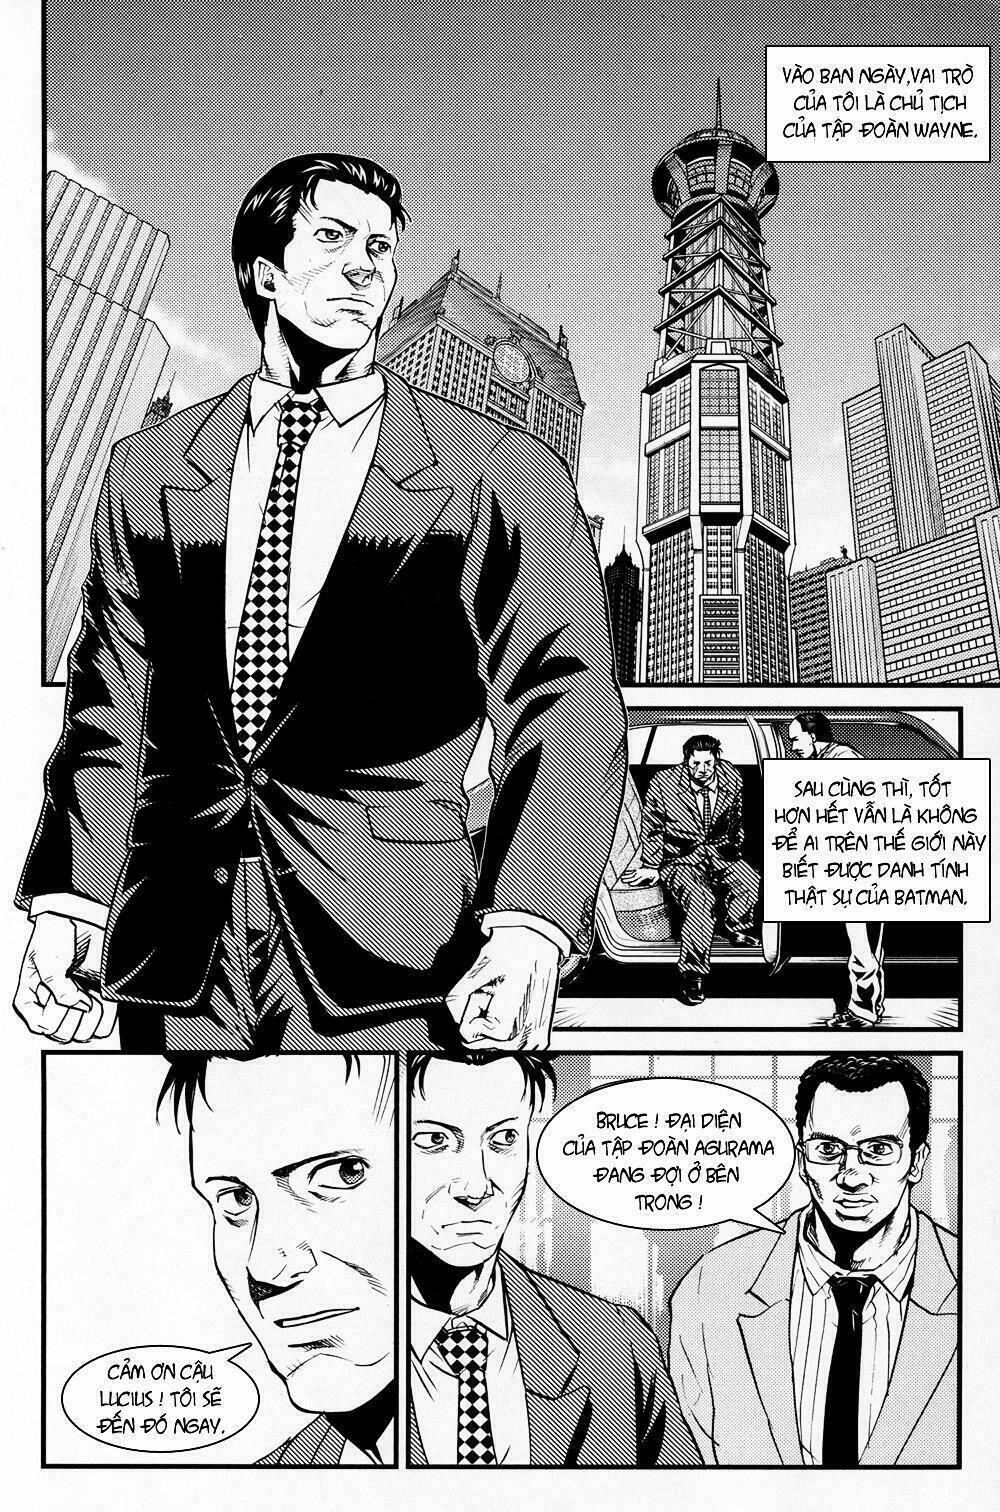 VÀO BAN NGÀY,VAI TRÒ
CỦA TÔI LÀ CHỦ TỊCH
CỦA TẬP ĐOÀN WAYNE.
SAU CÙNG THÌ, TỐT
HƠN HẾT VẪN LÀ KHÔNG
ĐỂ AI TRÊN THẾ GIỚI NÀY
BIẾT ĐƯỢC DANH TÍNH
THẬT SỰ CỦA BATMAN.
BRUCE ! ĐẠI DIỆN
CỦA TẬP ĐOÀN AGURAMA
ĐANG ĐỢI Ở BÊN
TRONG !
CẢM ƠN CẬU
LUCIUS ! TÔI SẼ
ĐẾN ĐÓ NGAY.